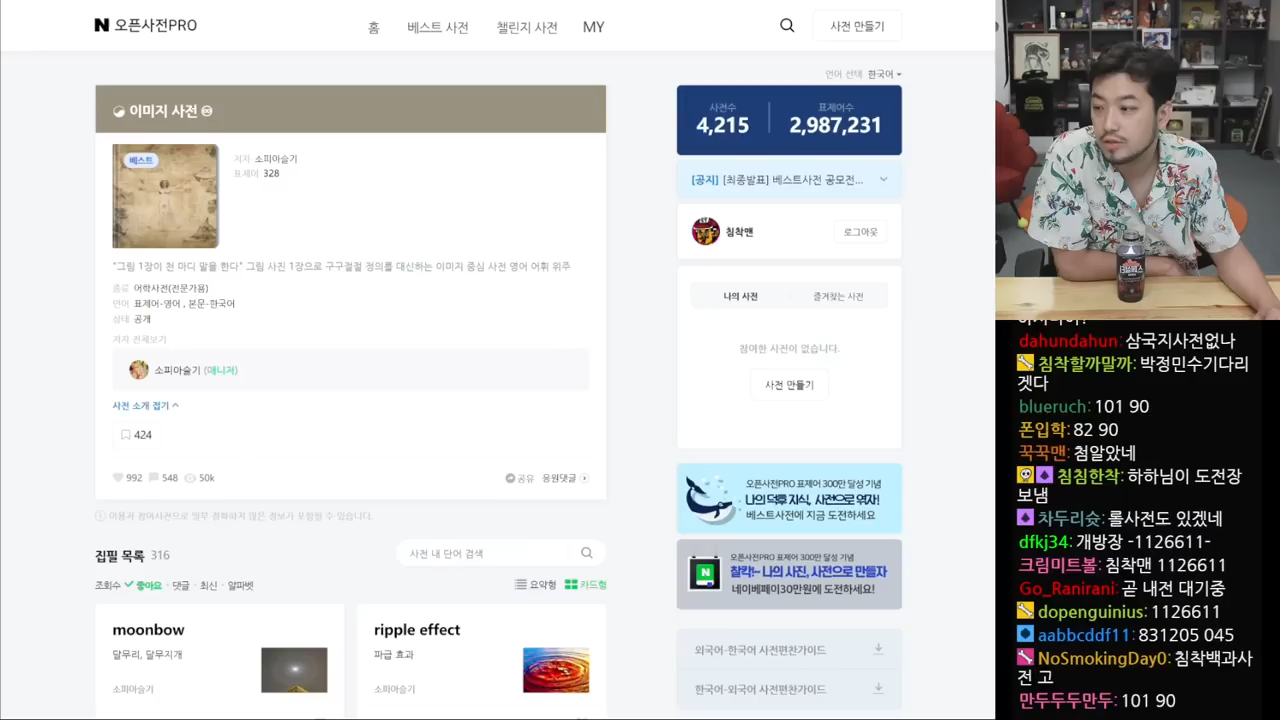 N 오픈사전PRO
홈
베스트 사전
챌린지 사전
MY
사전 만들기
언어 선택 한국어
이미지 사전
베스트
저자 소피아슬기
표제어 328
"그림 1장이 천 마디 말을 한다" 그림 사진 1장으로 구구절절 정의를 대신하는 이미지 중심 사전 영어 어휘 위주
종류 어학사전(전문가용)
언어 표제어-영어 , 본문-한국어
상태 공개
저자 전체보기
소피아슬기 (매니저)
사전 소개 접기
424
992 548 50k
공유 응원댓글
이용자 참여사전으로 일부 정확하지 않은 정보가 포함될 수 있습니다.
집필 목록 316
사전 내 단어 검색
조회수 좋아요 · 댓글 · 최신 · 알파벳
요약형 카드형
moonbow
달무리, 달무지개
소피아슬기
ripple effect
파급 효과
소피아슬기
사전수
4,215
표제어수
2,987,231
[공지] [최종발표] 베스트사전 공모전...
침착맨
로그아웃
나의 사전
즐겨찾는 사전
참여한 사전이 없습니다.
사전 만들기
오픈사전PRO 표제어 300만 달성 기념
나의 덕후 지식, 사전으로 엮자!
베스트사전에 지금 도전하세요
오픈사전PRO 표제어 300만 달성 기념
찰칵!~ 나의 사진, 사전으로 만들자
네이버페이30만원에 도전하세요!
외국어-한국어 사전편찬가이드
한국어-외국어 사전편찬가이드
dahundahun: 삼국지사전없나
침착할까말까: 박정민수기다리
겟다
blueruch: 101 90
폰입학: 82 90
꾹꾹맨: 첨알았네
침침한착: 하하님이 도전장
보냄
차두리슛: 롤사전도 있겠네
dfkj34: 개방장 -1126611-
크림미트볼: 침착맨 1126611
Go_Ranirani: 곧 내전 대기중
dopenguinius: 1126611
aabbcddf11: 831205 045
NoSmokingDay0: 침착백과사
전 고
만두두두만두: 101 90